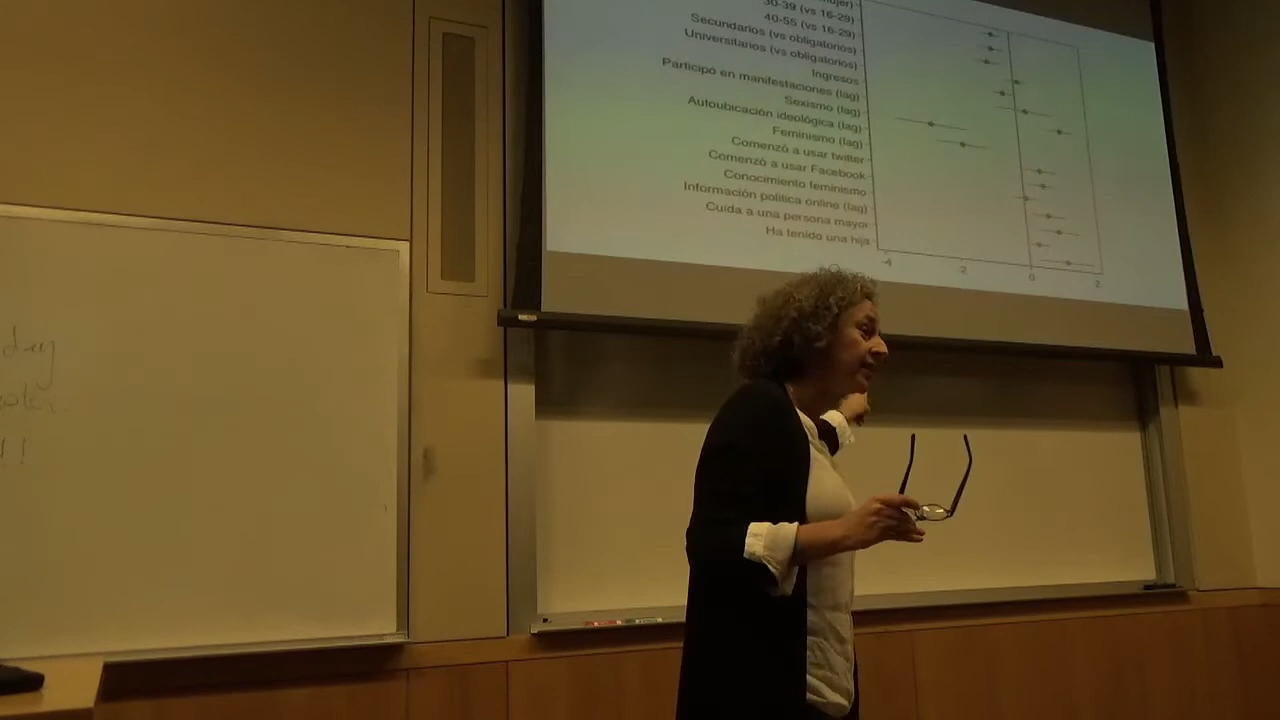 mujer)
30-39 (vs 16-29)
40-55 (vs 16-29)
Secundarios (vs obligatorios)
Universitarios (vs obligatorios)
Ingresos
Participó en manifestaciones (lag)
Sexismo (lag)
Autoubicación ideológica (lag)
Feminismo (lag)
Comenzó a usar twitter
Comenzó a usar Facebook
Conocimiento feminismo
Información política online (lag)
Cuida a una persona mayor
Ha tenido una hija
-4 -2 0 2
!!